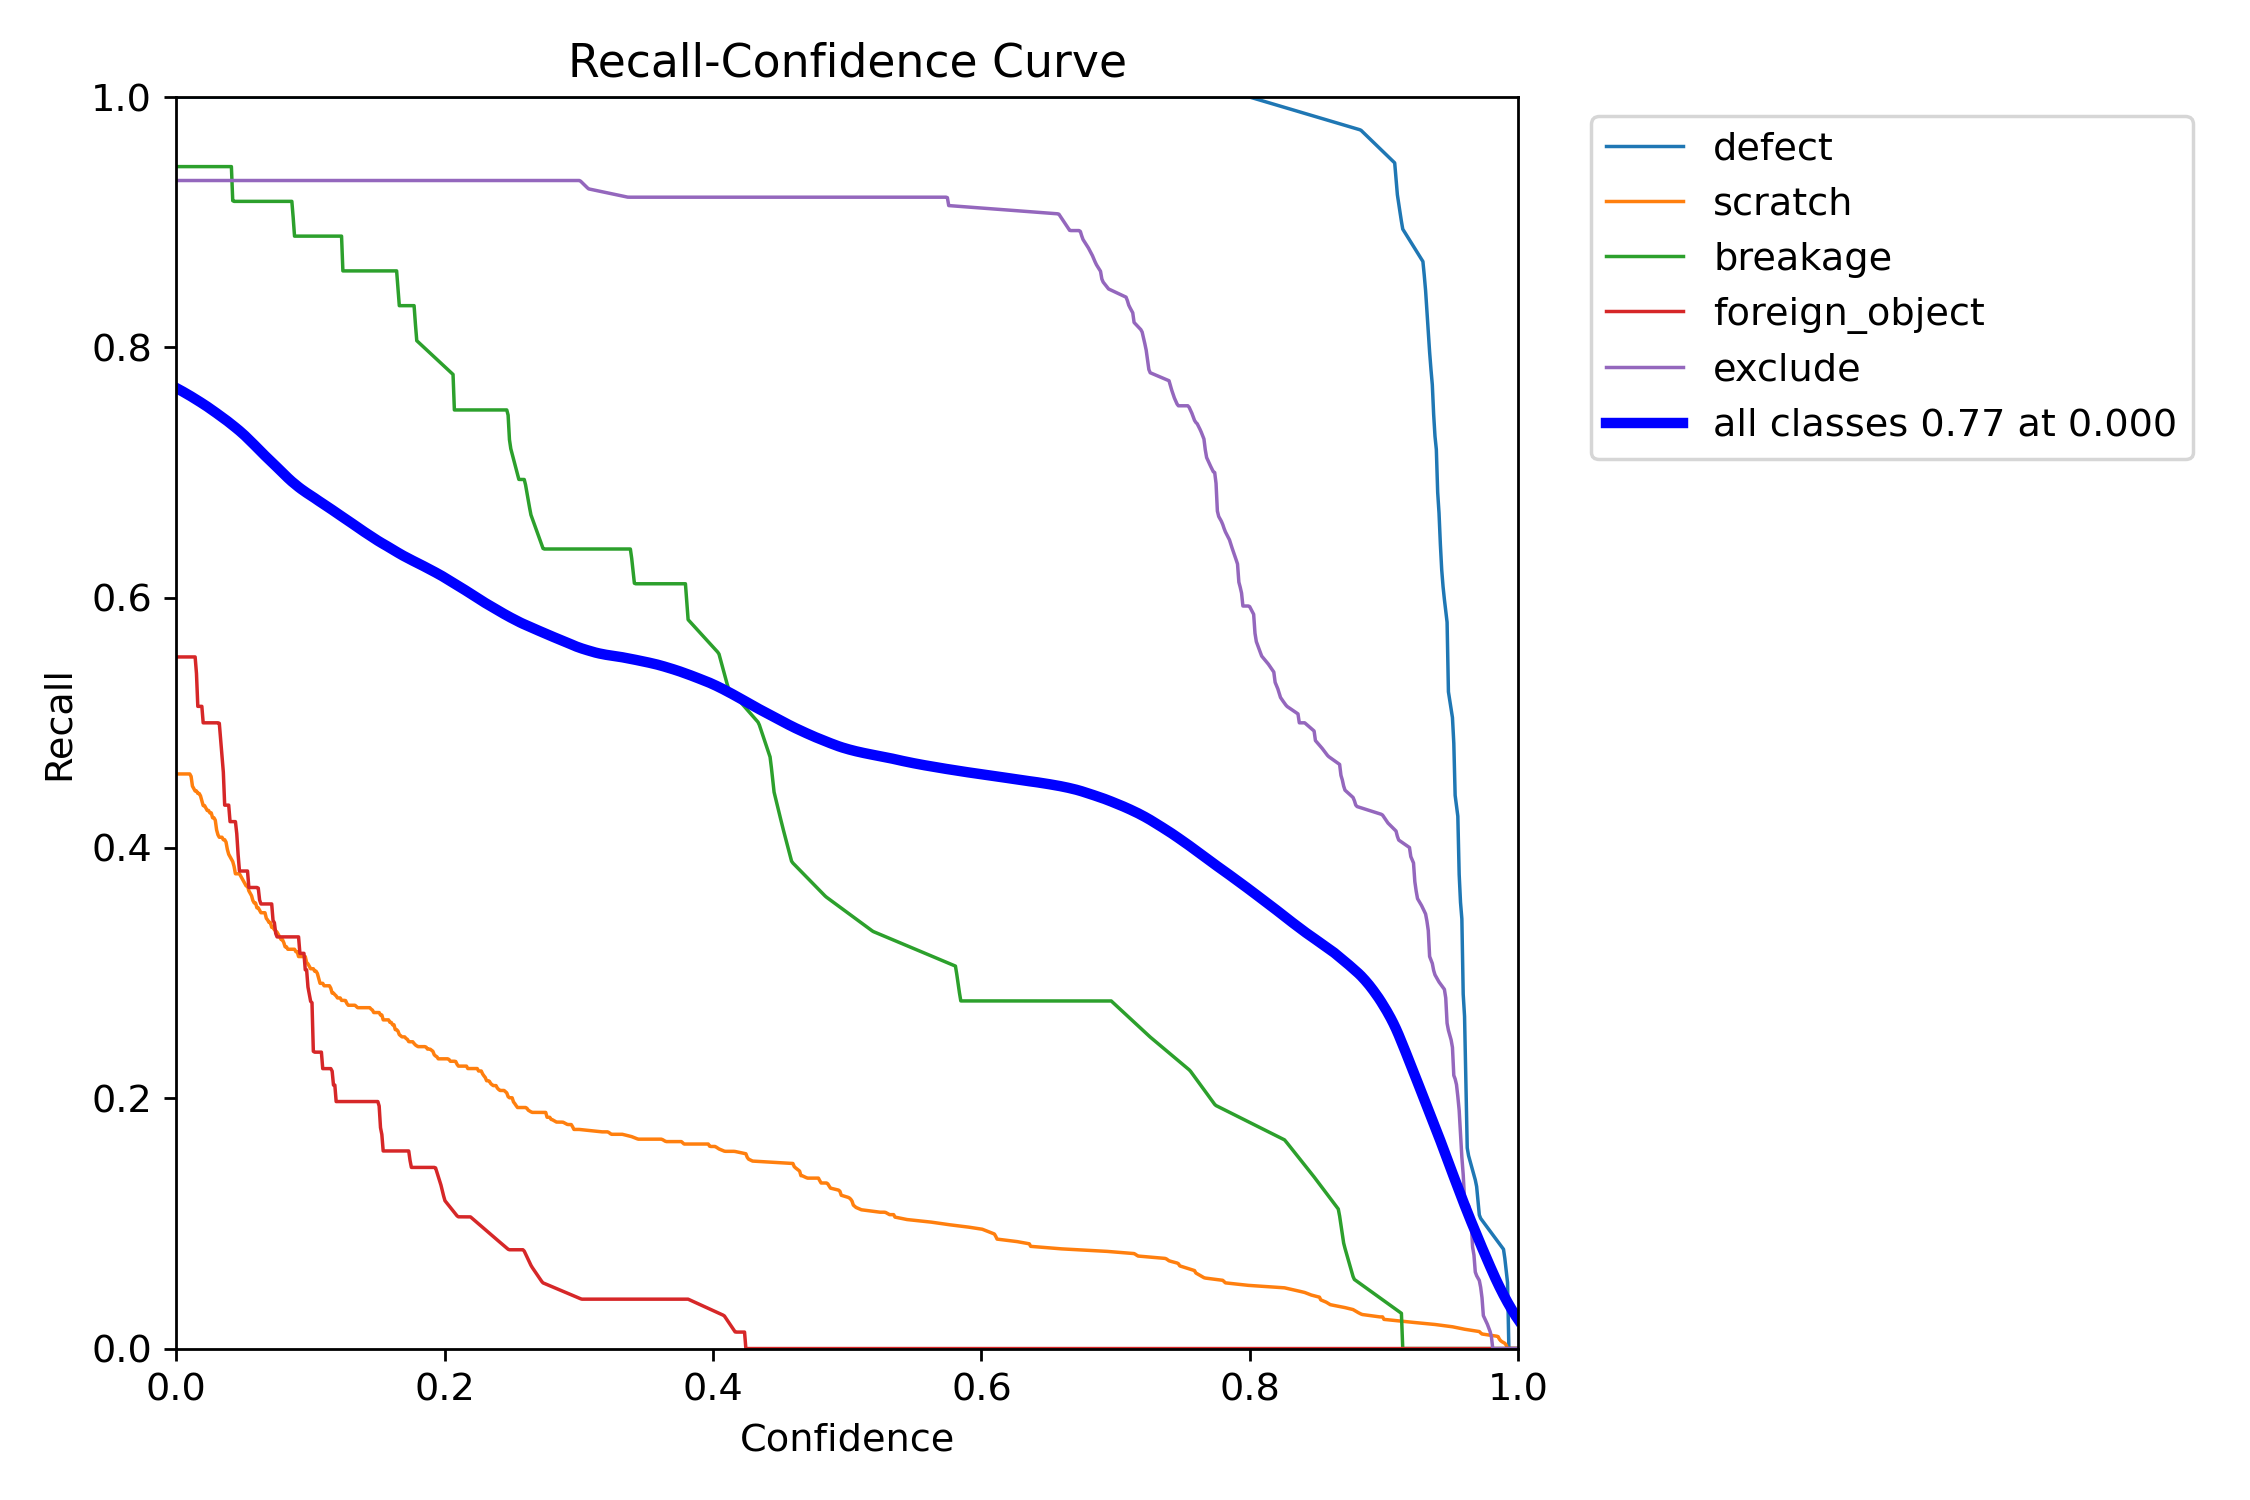 Recall-Confidence Curve
1.0
0.8
0.6
0.4
0.2
0.0
Recall
0.0 0.2 0.4 0.6 0.8 1.0
Confidence
defect
scratch
breakage
foreign_object
exclude
all classes 0.77 at 0.000